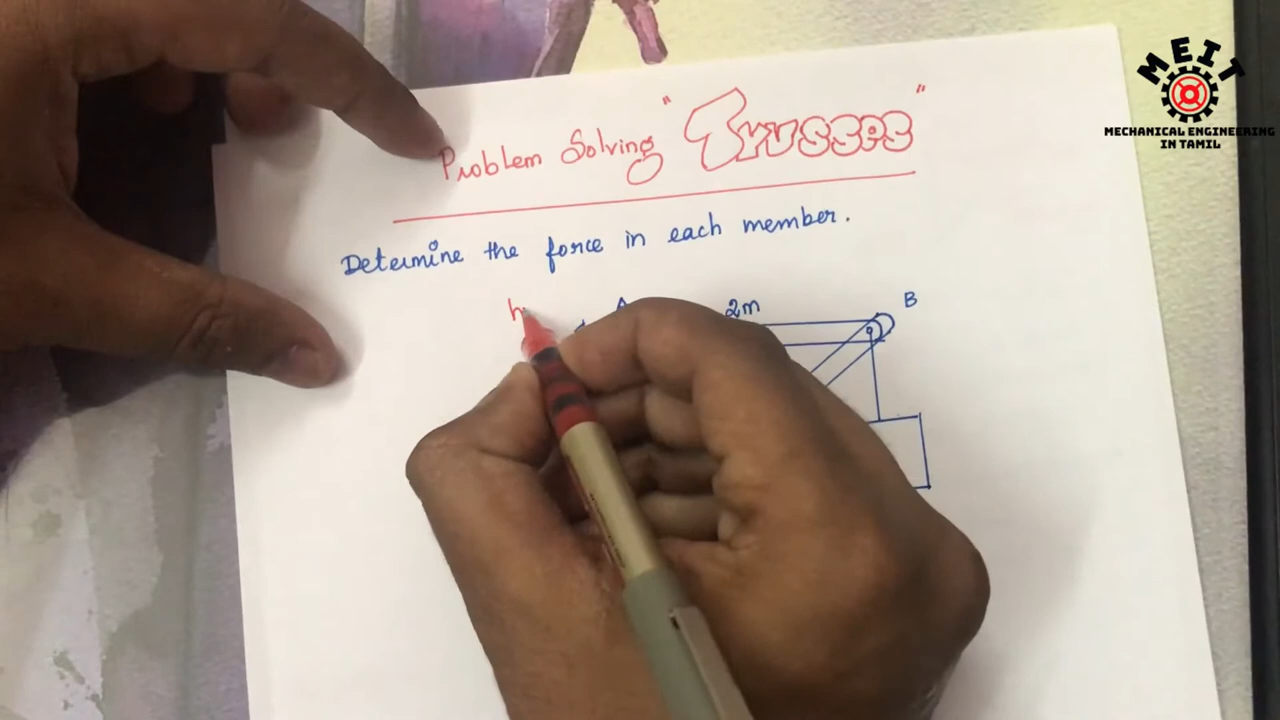 MEIT
MECHANICAL ENGINEERING
IN TAMIL
Problem Solving "Trusses"
Determine the force in each member.
A 2m B
h